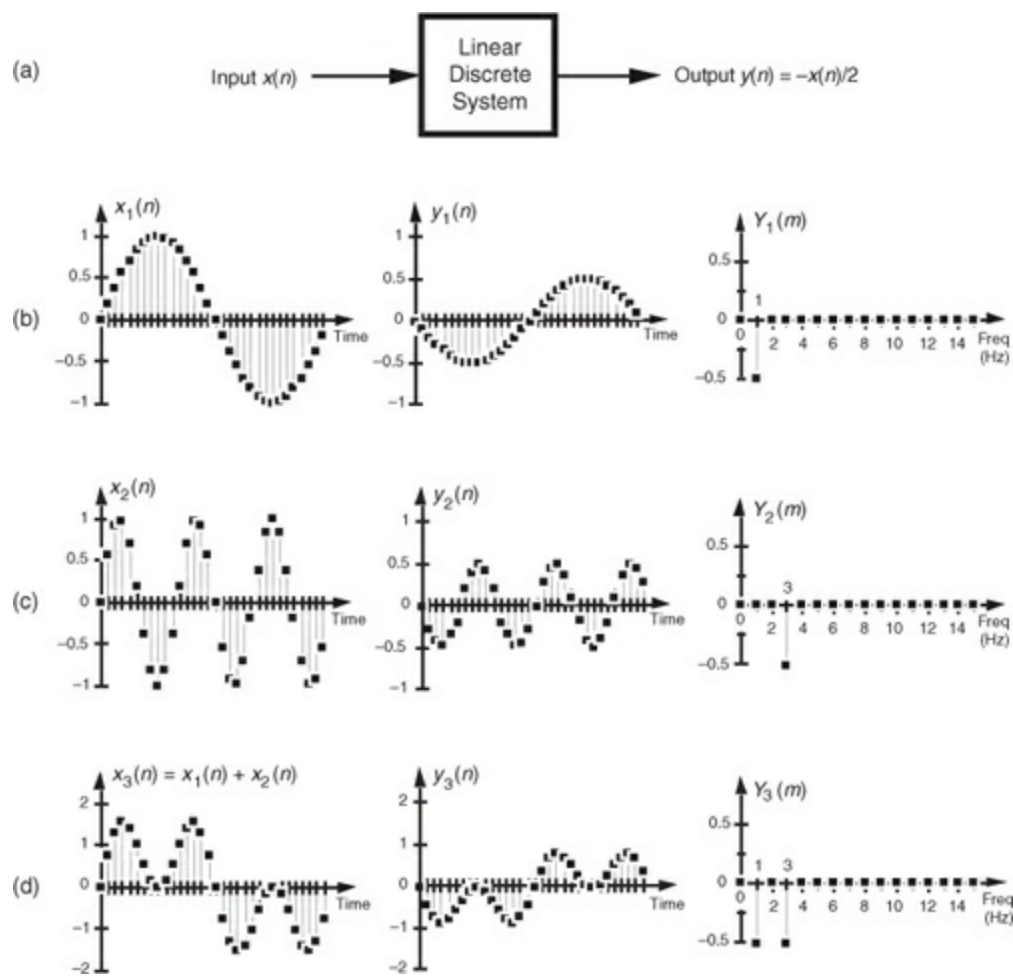 (a)
Input x(n)
Linear
Discrete
System
Output y(n) = −x(n)/2
(b)
x₁(n)
1
0.5
0
−0.5
−1
Time
y₁(n)
1
0.5
0
−0.5
−1
Time
Y₁(m)
0.5
1
0
−0.5
0 2 4 6 8 10 12 14 Freq
(Hz)
(c)
x₂(n)
1
0.5
0
−0.5
−1
Time
y₂(n)
1
0.5
0
−0.5
−1
Time
Y₂(m)
0.5
3
0
−0.5
0 2 4 6 8 10 12 14 Freq
(Hz)
(d)
x₃(n) = x₁(n) + x₂(n)
2
1
0
−1
−2
Time
y₃(n)
2
1
0
−1
−2
Time
Y₃(m)
0.5
1 3
0
−0.5
0 2 4 6 8 10 12 14 Freq
(Hz)